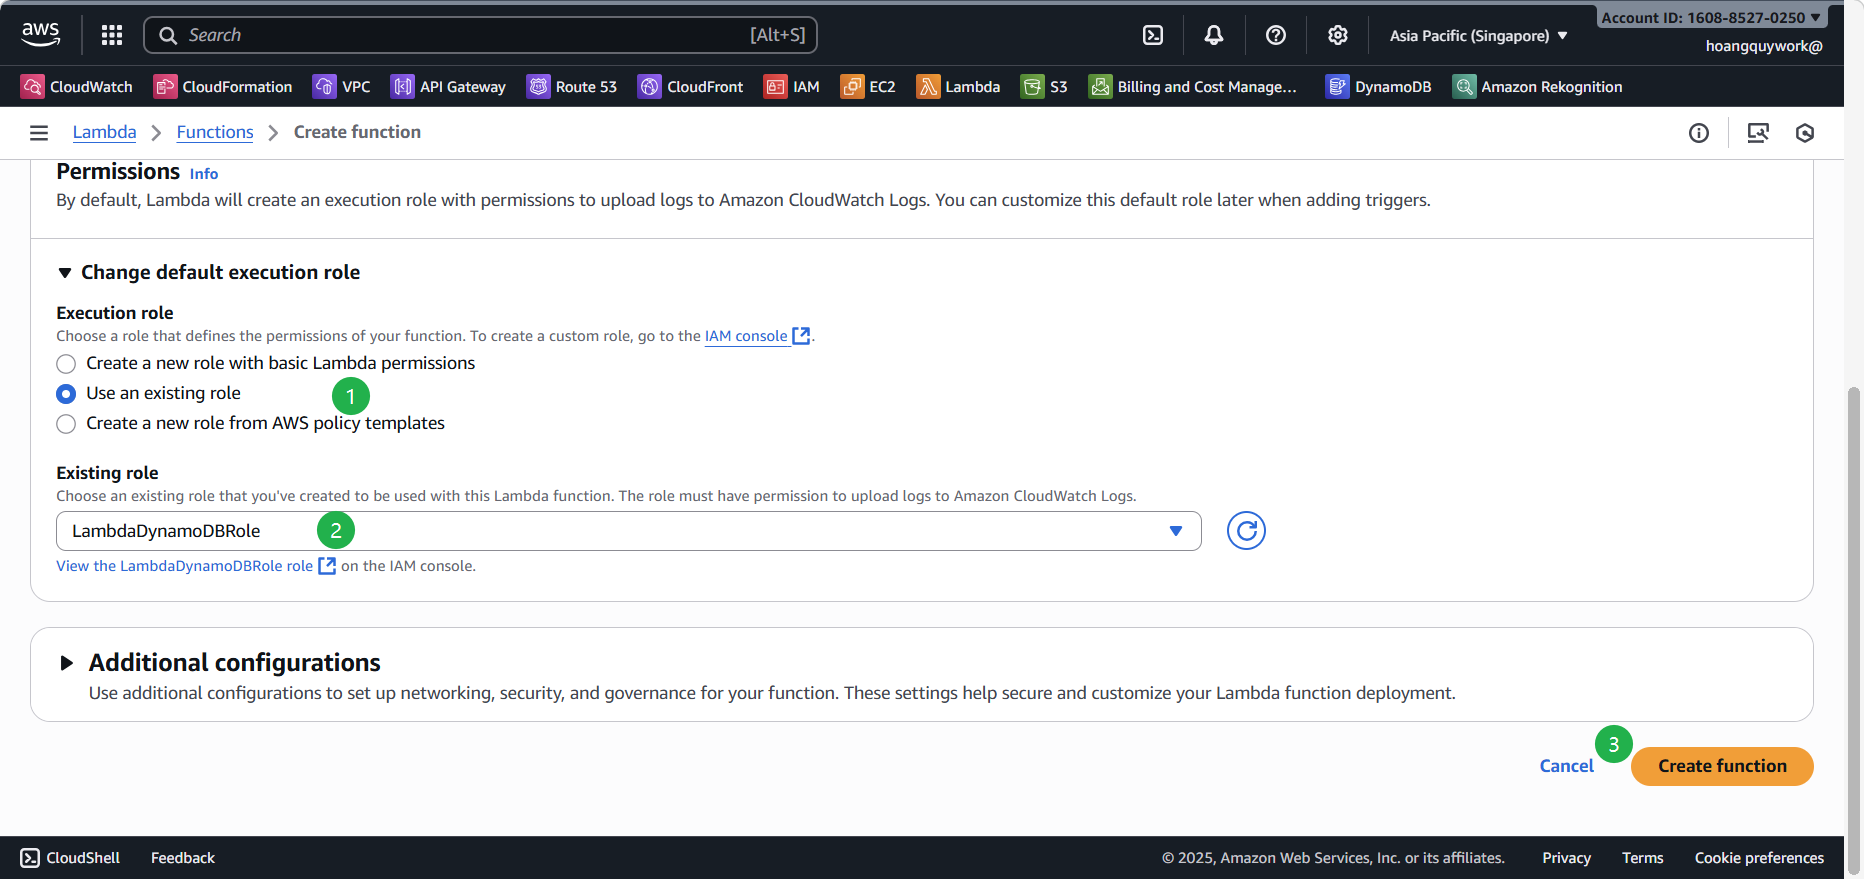 aws
Search [Alt+S]
Asia Pacific (Singapore)
Account ID: 1608-8527-0250
hoangquywork@
CloudWatch CloudFormation VPC API Gateway Route 53 CloudFront IAM EC2 Lambda S3 Billing and Cost Manage... DynamoDB Amazon Rekognition
Lambda Functions Create function
Permissions Info
By default, Lambda will create an execution role with permissions to upload logs to Amazon CloudWatch Logs. You can customize this default role later when adding triggers.
Change default execution role
Execution role
Choose a role that defines the permissions of your function. To create a custom role, go to the IAM console.
Create a new role with basic Lambda permissions
Use an existing role
1
Create a new role from AWS policy templates
Existing role
Choose an existing role that you've created to be used with this Lambda function. The role must have permission to upload logs to Amazon CloudWatch Logs.
LambdaDynamoDBRole
2
View the LambdaDynamoDBRole role on the IAM console.
Additional configurations
Use additional configurations to set up networking, security, and governance for your function. These settings help secure and customize your Lambda function deployment.
3
Cancel Create function
CloudShell Feedback © 2025, Amazon Web Services, Inc. or its affiliates. Privacy Terms Cookie preferences